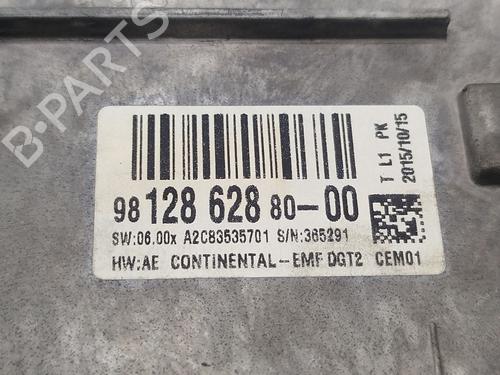 98 128 628 80-00
SW:06.00x A2C83535701 S/N:365291
HW:AE CONTINENTAL-EMF DGT2 CEM01
T L1 PK
2015/10/15
B-PARTS